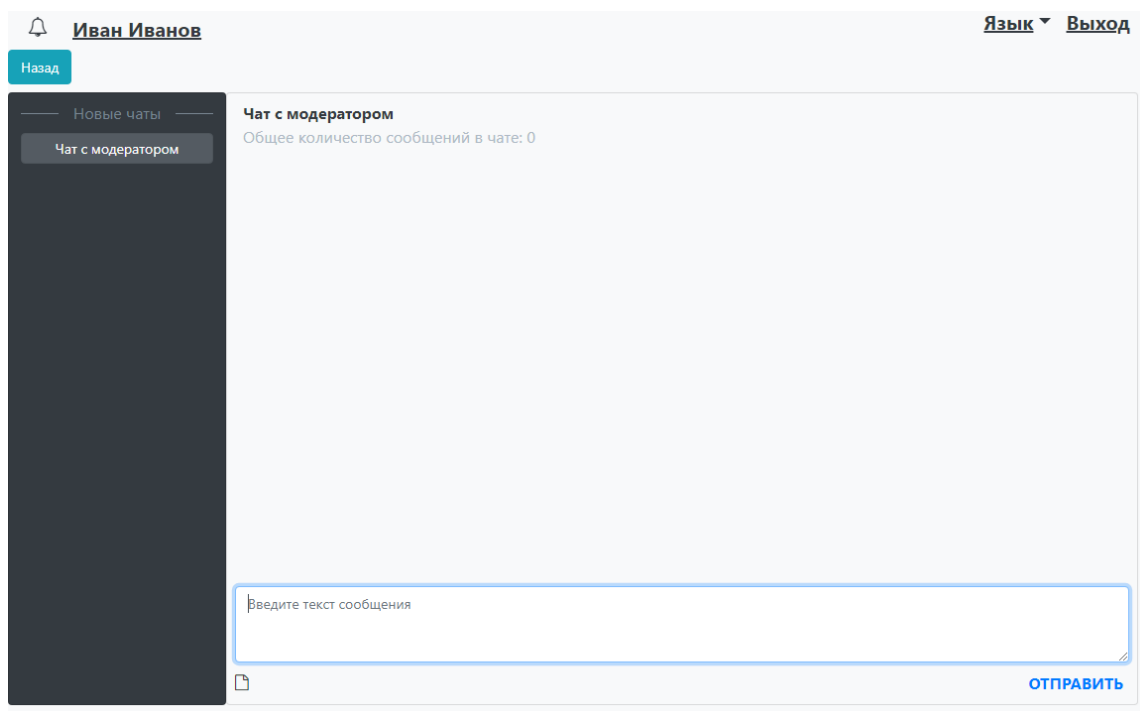 Иван Иванов
Язык Выход
Назад
Новые чаты
Чат с модератором
Чат с модератором
Общее количество сообщений в чате: 0
Введите текст сообщения
ОТПРАВИТЬ